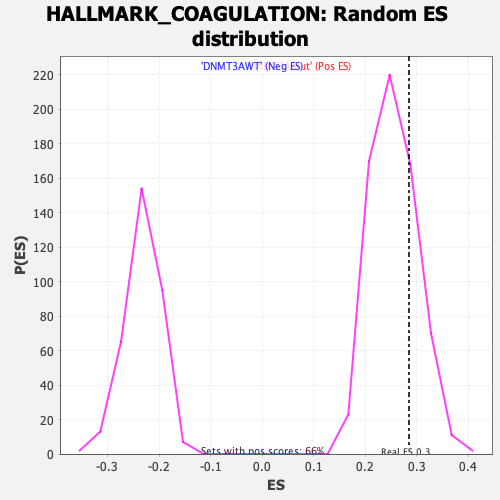 HALLMARK_COAGULATION: Random ES
distribution
'DNMT3AWT' (Neg ES) ut' (Pos ES)
220
200
180
160
140
120
100
80
60
40
20
0
P(ES)
Sets with pos scores: 66%
Real ES 0.3
-0.3 -0.2 -0.1 0.0 0.1 0.2 0.3 0.4
ES